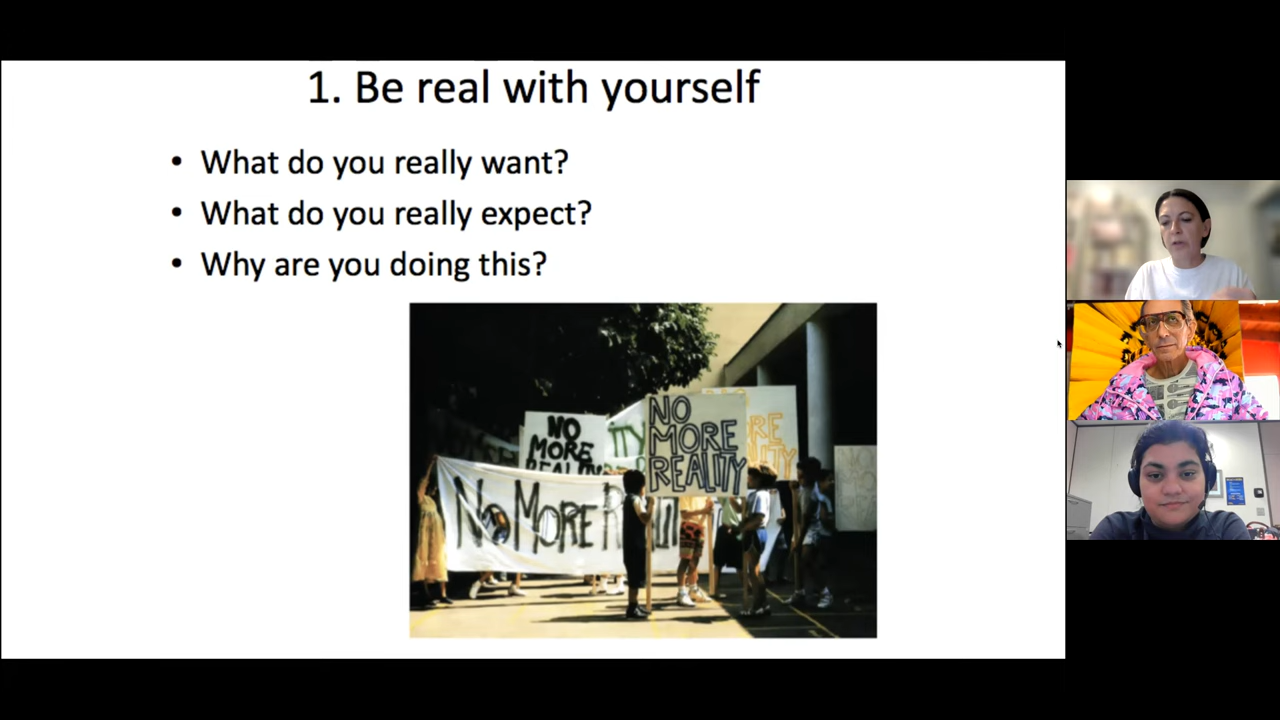 1. Be real with yourself
• What do you really want?
• What do you really expect?
• Why are you doing this?
NO
MORE
REALITY
NO
MORE
No MORE